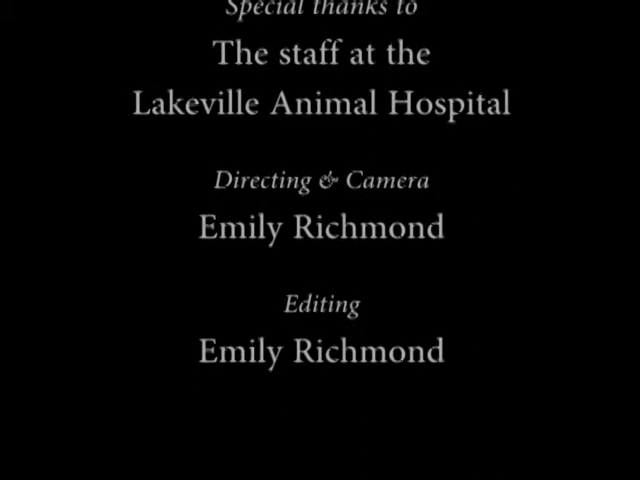 Special thanks to
The staff at the
Lakeville Animal Hospital
Directing & Camera
Emily Richmond
Editing
Emily Richmond